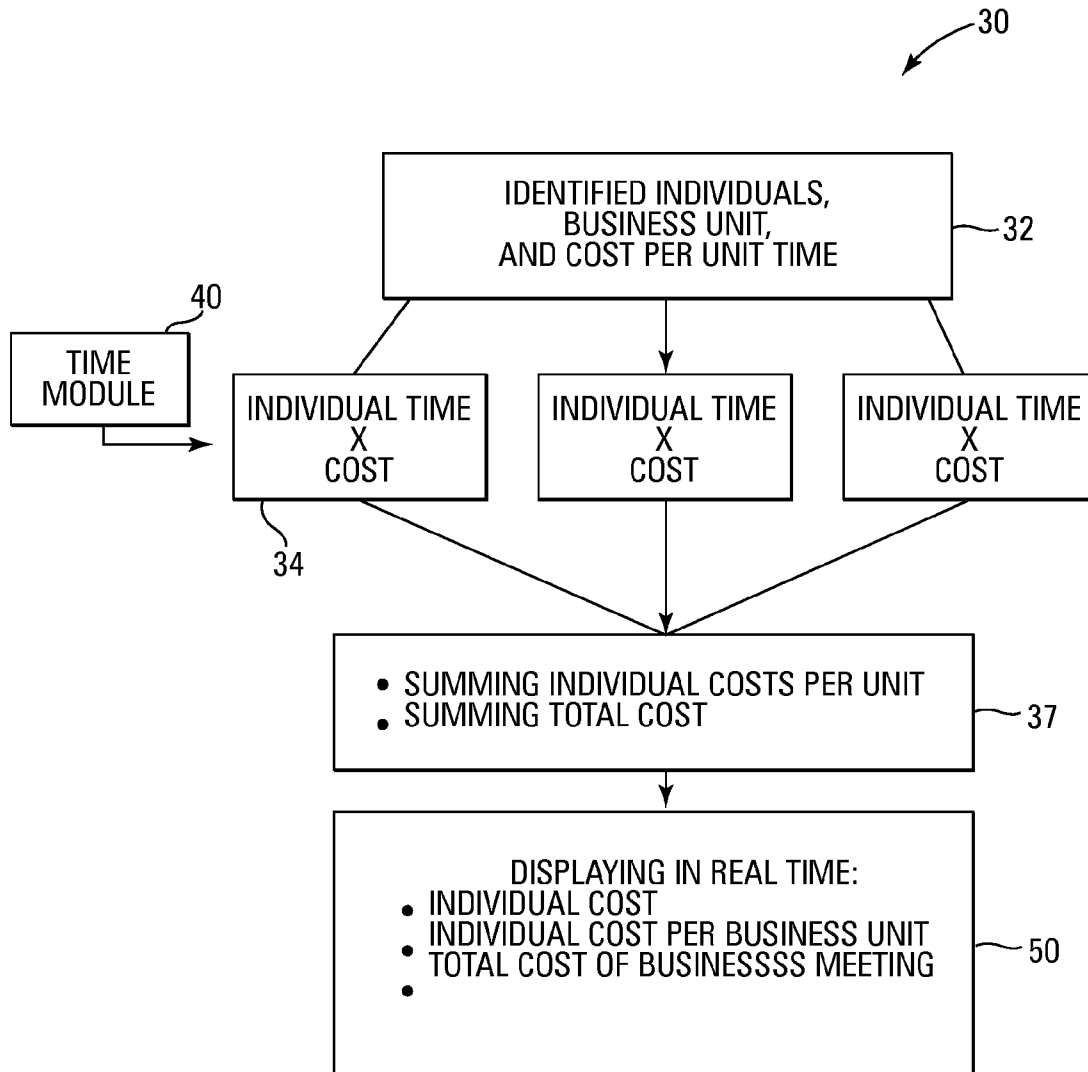 30
IDENTIFIED INDIVIDUALS,
BUSINESS UNIT,
AND COST PER UNIT TIME
32
40
TIME
MODULE
INDIVIDUAL TIME
X
COST
INDIVIDUAL TIME
X
COST
INDIVIDUAL TIME
X
COST
34
• SUMMING INDIVIDUAL COSTS PER UNIT
• SUMMING TOTAL COST
37
DISPLAYING IN REAL TIME:
• INDIVIDUAL COST
• INDIVIDUAL COST PER BUSINESS UNIT
TOTAL COST OF BUSINESSSS MEETING
•
50